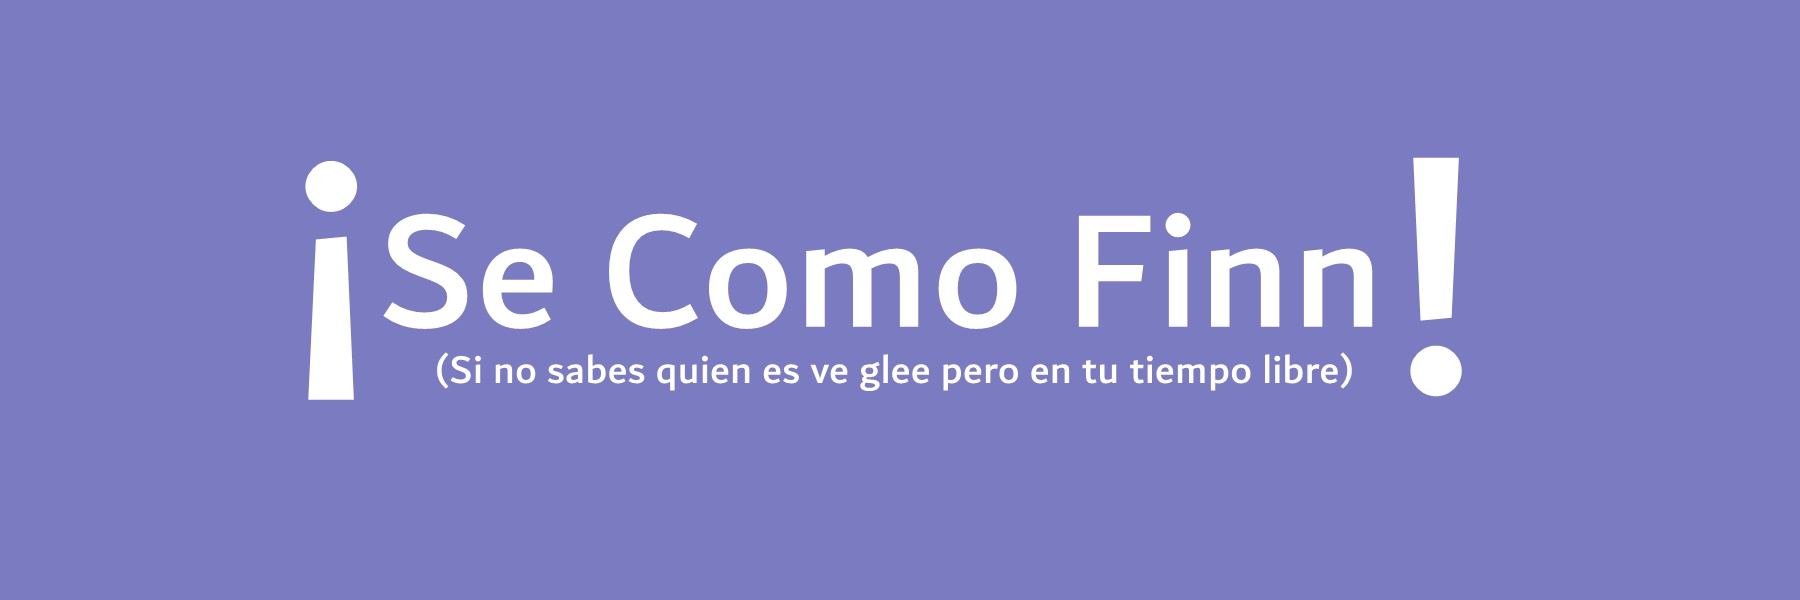 ¡Se Como Finn!
(Si no sabes quien es ve glee pero en tu tiempo libre)